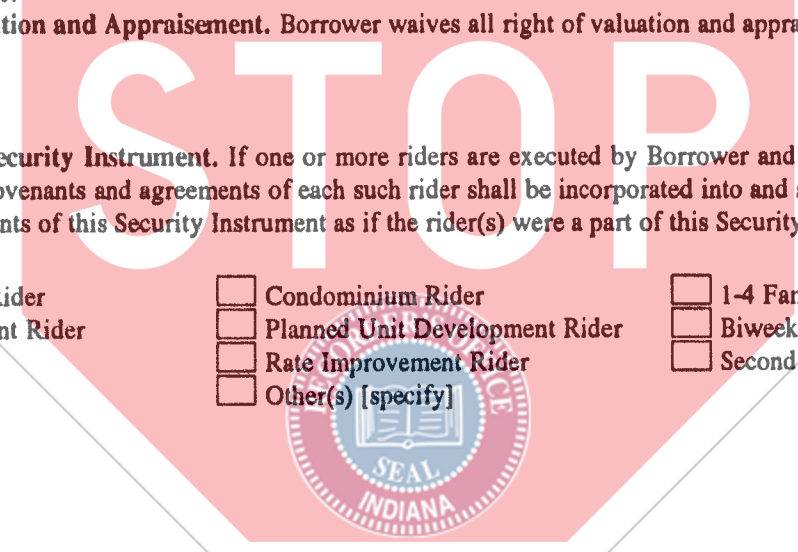 tion and Appraisement. Borrower waives all right of valuation and appra
STOP
ecurity Instrument. If one or more riders are executed by Borrower and
ovenants and agreements of each such rider shall be incorporated into and
nts of this Security Instrument as if the rider(s) were a part of this Security
ider Condominium Rider 1-4 Fam
nt Rider Planned Unit Development Rider Biweek
Rate Improvement Rider Second
Other(s) [specify]
RECORDER'S OFFICE
SEAL
INDIANA